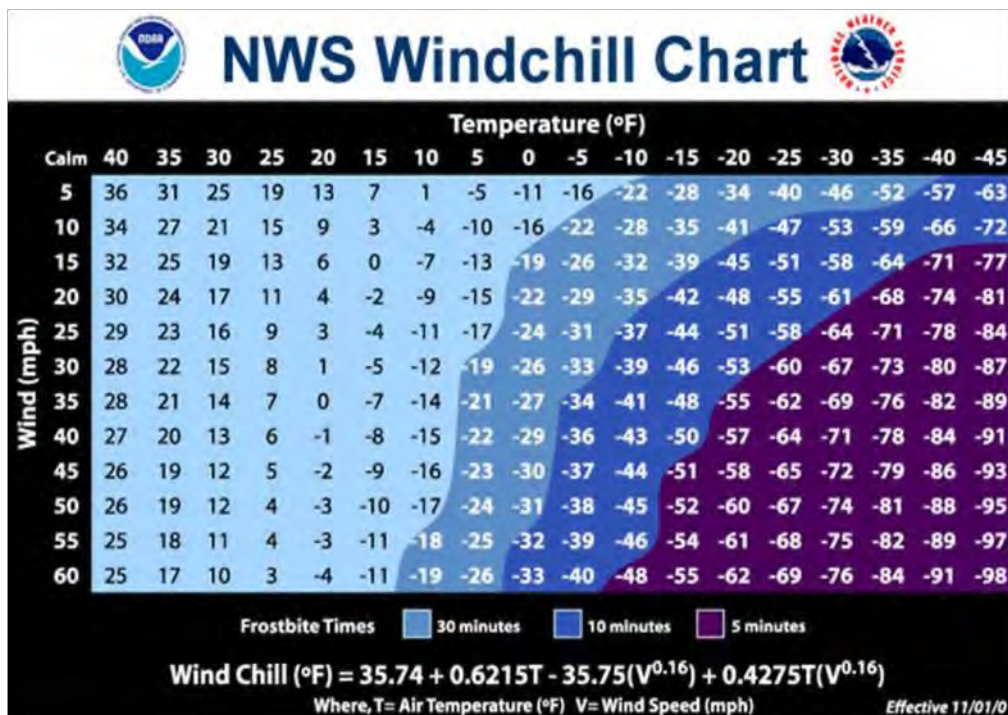 NOAA
NWS Windchill Chart
NATIONAL WEATHER SERVICE
Temperature (ºF)
Calm 40 35 30 25 20 15 10 5 0 -5 -10 -15 -20 -25 -30 -35 -40 -45
5 36 31 25 19 13 7 1 -5 -11 -16 -22 -28 -34 -40 -46 -52 -57 -63
10 34 27 21 15 9 3 -4 -10 -16 -22 -28 -35 -41 -47 -53 -59 -66 -72
15 32 25 19 13 6 0 -7 -13 -19 -26 -32 -39 -45 -51 -58 -64 -71 -77
20 30 24 17 11 4 -2 -9 -15 -22 -29 -35 -42 -48 -55 -61 -68 -74 -81
25 29 23 16 9 3 -4 -11 -17 -24 -31 -37 -44 -51 -58 -64 -71 -78 -84
30 28 22 15 8 1 -5 -12 -19 -26 -33 -39 -46 -53 -60 -67 -73 -80 -87
35 28 21 14 7 0 -7 -14 -21 -27 -34 -41 -48 -55 -62 -69 -76 -82 -89
40 27 20 13 6 -1 -8 -15 -22 -29 -36 -43 -50 -57 -64 -71 -78 -84 -91
45 26 19 12 5 -2 -9 -16 -23 -30 -37 -44 -51 -58 -65 -72 -79 -86 -93
50 26 19 12 4 -3 -10 -17 -24 -31 -38 -45 -52 -60 -67 -74 -81 -88 -95
55 25 18 11 4 -3 -11 -18 -25 -32 -39 -46 -54 -61 -68 -75 -82 -89 -97
60 25 17 10 3 -4 -11 -19 -26 -33 -40 -48 -55 -62 -69 -76 -84 -91 -98
Wind (mph)
Frostbite Times 30 minutes 10 minutes 5 minutes
Wind Chill (ºF) = 35.74 + 0.6215T - 35.75(V^0.16) + 0.4275T(V^0.16)
Where, T= Air Temperature (ºF) V= Wind Speed (mph)
Effective 11/01/0